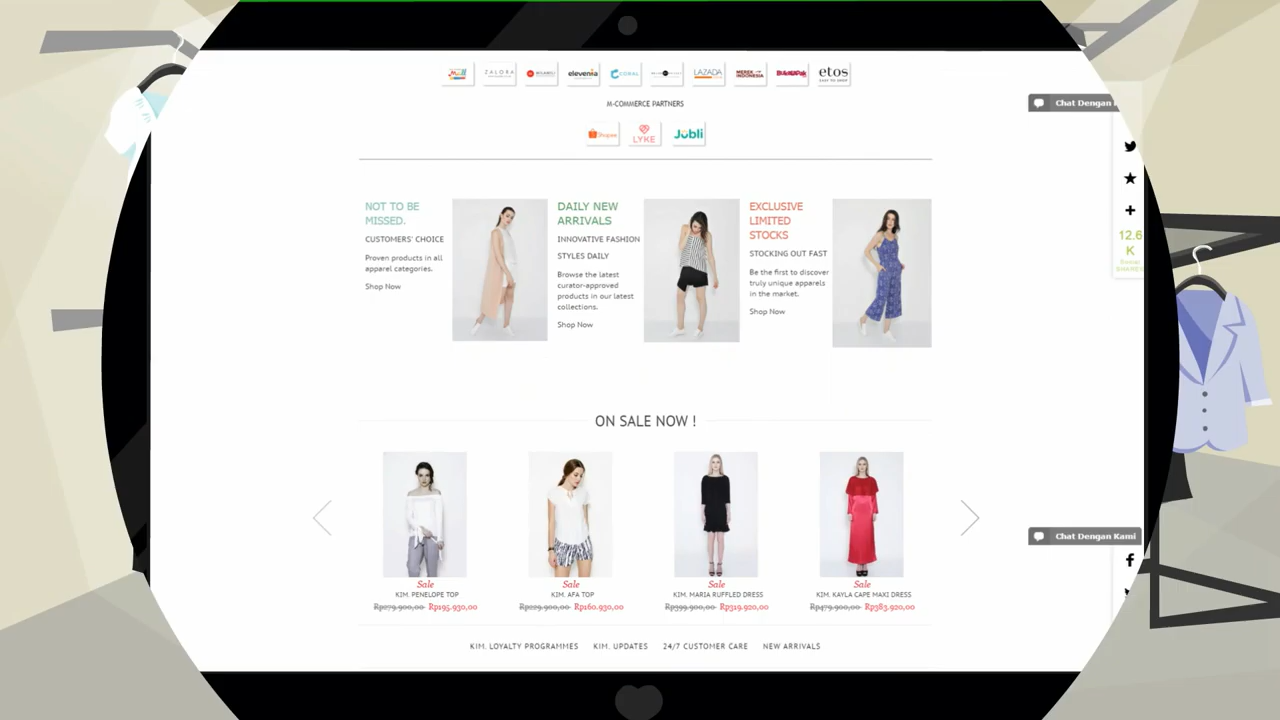 Mall
ZALORA
elevenia
CORAL
LAZADA
MEREK INDONESIA
etos
EASY TO SHOP
M-COMMERCE PARTNERS
Shopee
LYKE
Jubli
Chat Dengan
12.6
K
SHARES
NOT TO BE
MISSED.
CUSTOMERS' CHOICE
Proven products in all
apparel categories.
Shop Now
DAILY NEW
ARRIVALS
INNOVATIVE FASHION
STYLES DAILY
Browse the latest
curator-approved
products in our latest
collections.
Shop Now
EXCLUSIVE
LIMITED
STOCKS
STOCKING OUT FAST
Be the first to discover
truly unique apparels
in the market.
Shop Now
ON SALE NOW !
Sale
KIM. PENELOPE TOP
Rp279.900,00 Rp195.930,00
Sale
KIM. AFA TOP
Rp229.900,00 Rp160.930,00
Sale
KIM. MARIA RUFFLED DRESS
Rp399.900,00 Rp319.920,00
Sale
KIM. KAYLA CAPE MAXI DRESS
Rp479.900,00 Rp383.920,00
Chat Dengan Kami
KIM. LOYALTY PROGRAMMES KIM. UPDATES 24/7 CUSTOMER CARE NEW ARRIVALS